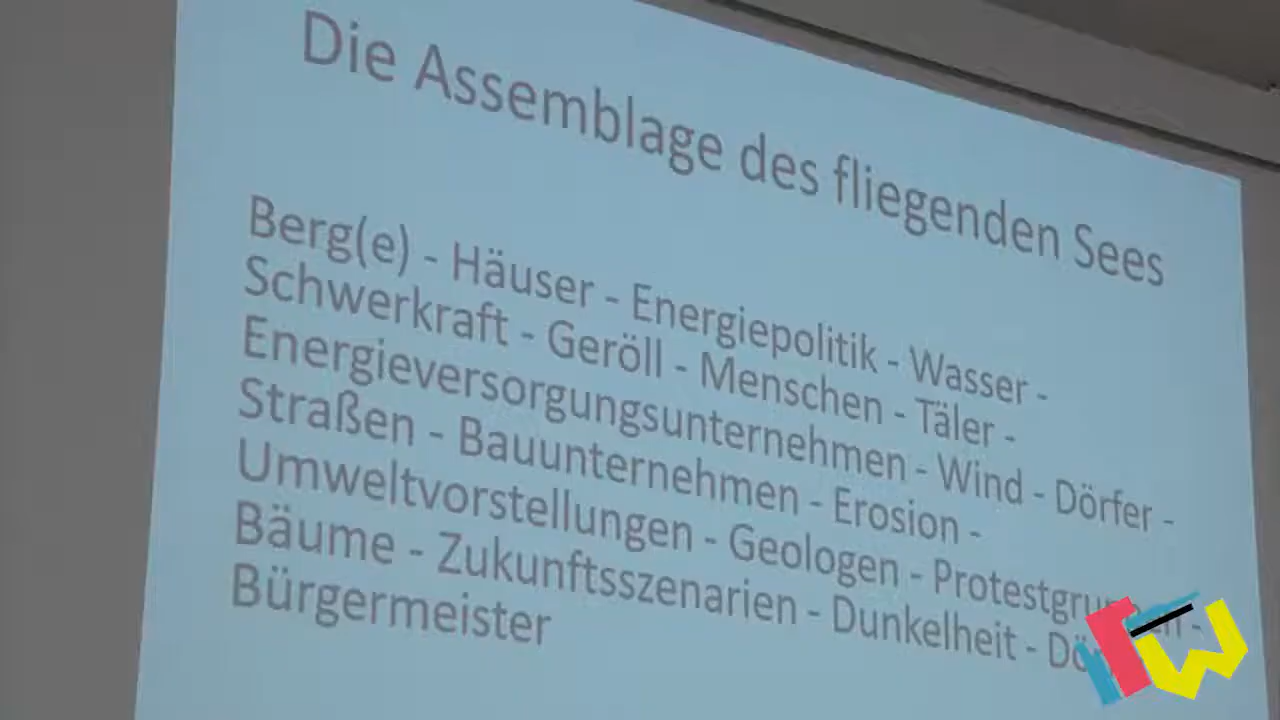 Die Assemblage des fliegenden Sees
Berg(e) - Häuser - Energiepolitik - Wasser -
Schwerkraft - Geröll - Menschen - Täler -
Energieversorgungsunternehmen - Wind - Dörfer -
Straßen - Bauunternehmen - Erosion -
Umweltvorstellungen - Geologen - Protestgruppen -
Bäume - Zukunftsszenarien - Dunkelheit -
Bürgermeister